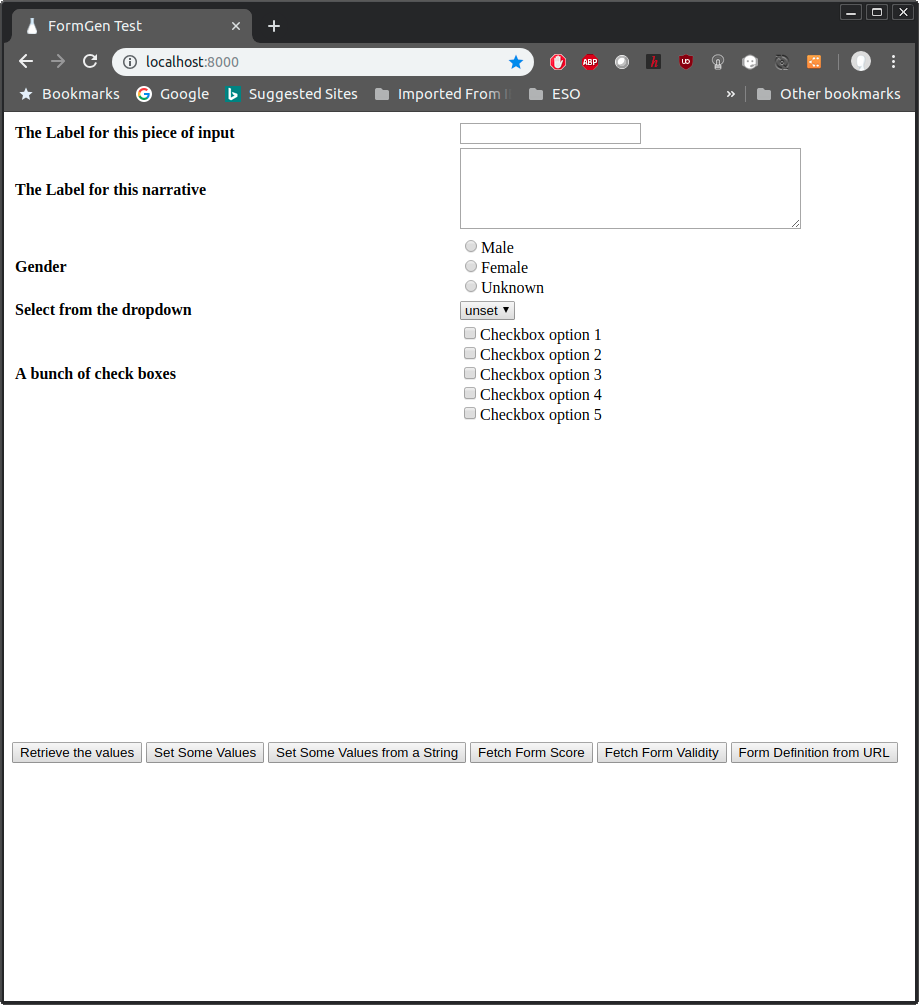 FormGen Test
localhost:8000
ABP
h
UD
Bookmarks Google Suggested Sites Imported From ESO » Other bookmarks
The Label for this piece of input
The Label for this narrative
Male
Gender Female
Unknown
Select from the dropdown unset
Checkbox option 1
Checkbox option 2
A bunch of check boxes Checkbox option 3
Checkbox option 4
Checkbox option 5
Retrieve the values Set Some Values Set Some Values from a String Fetch Form Score Fetch Form Validity Form Definition from URL